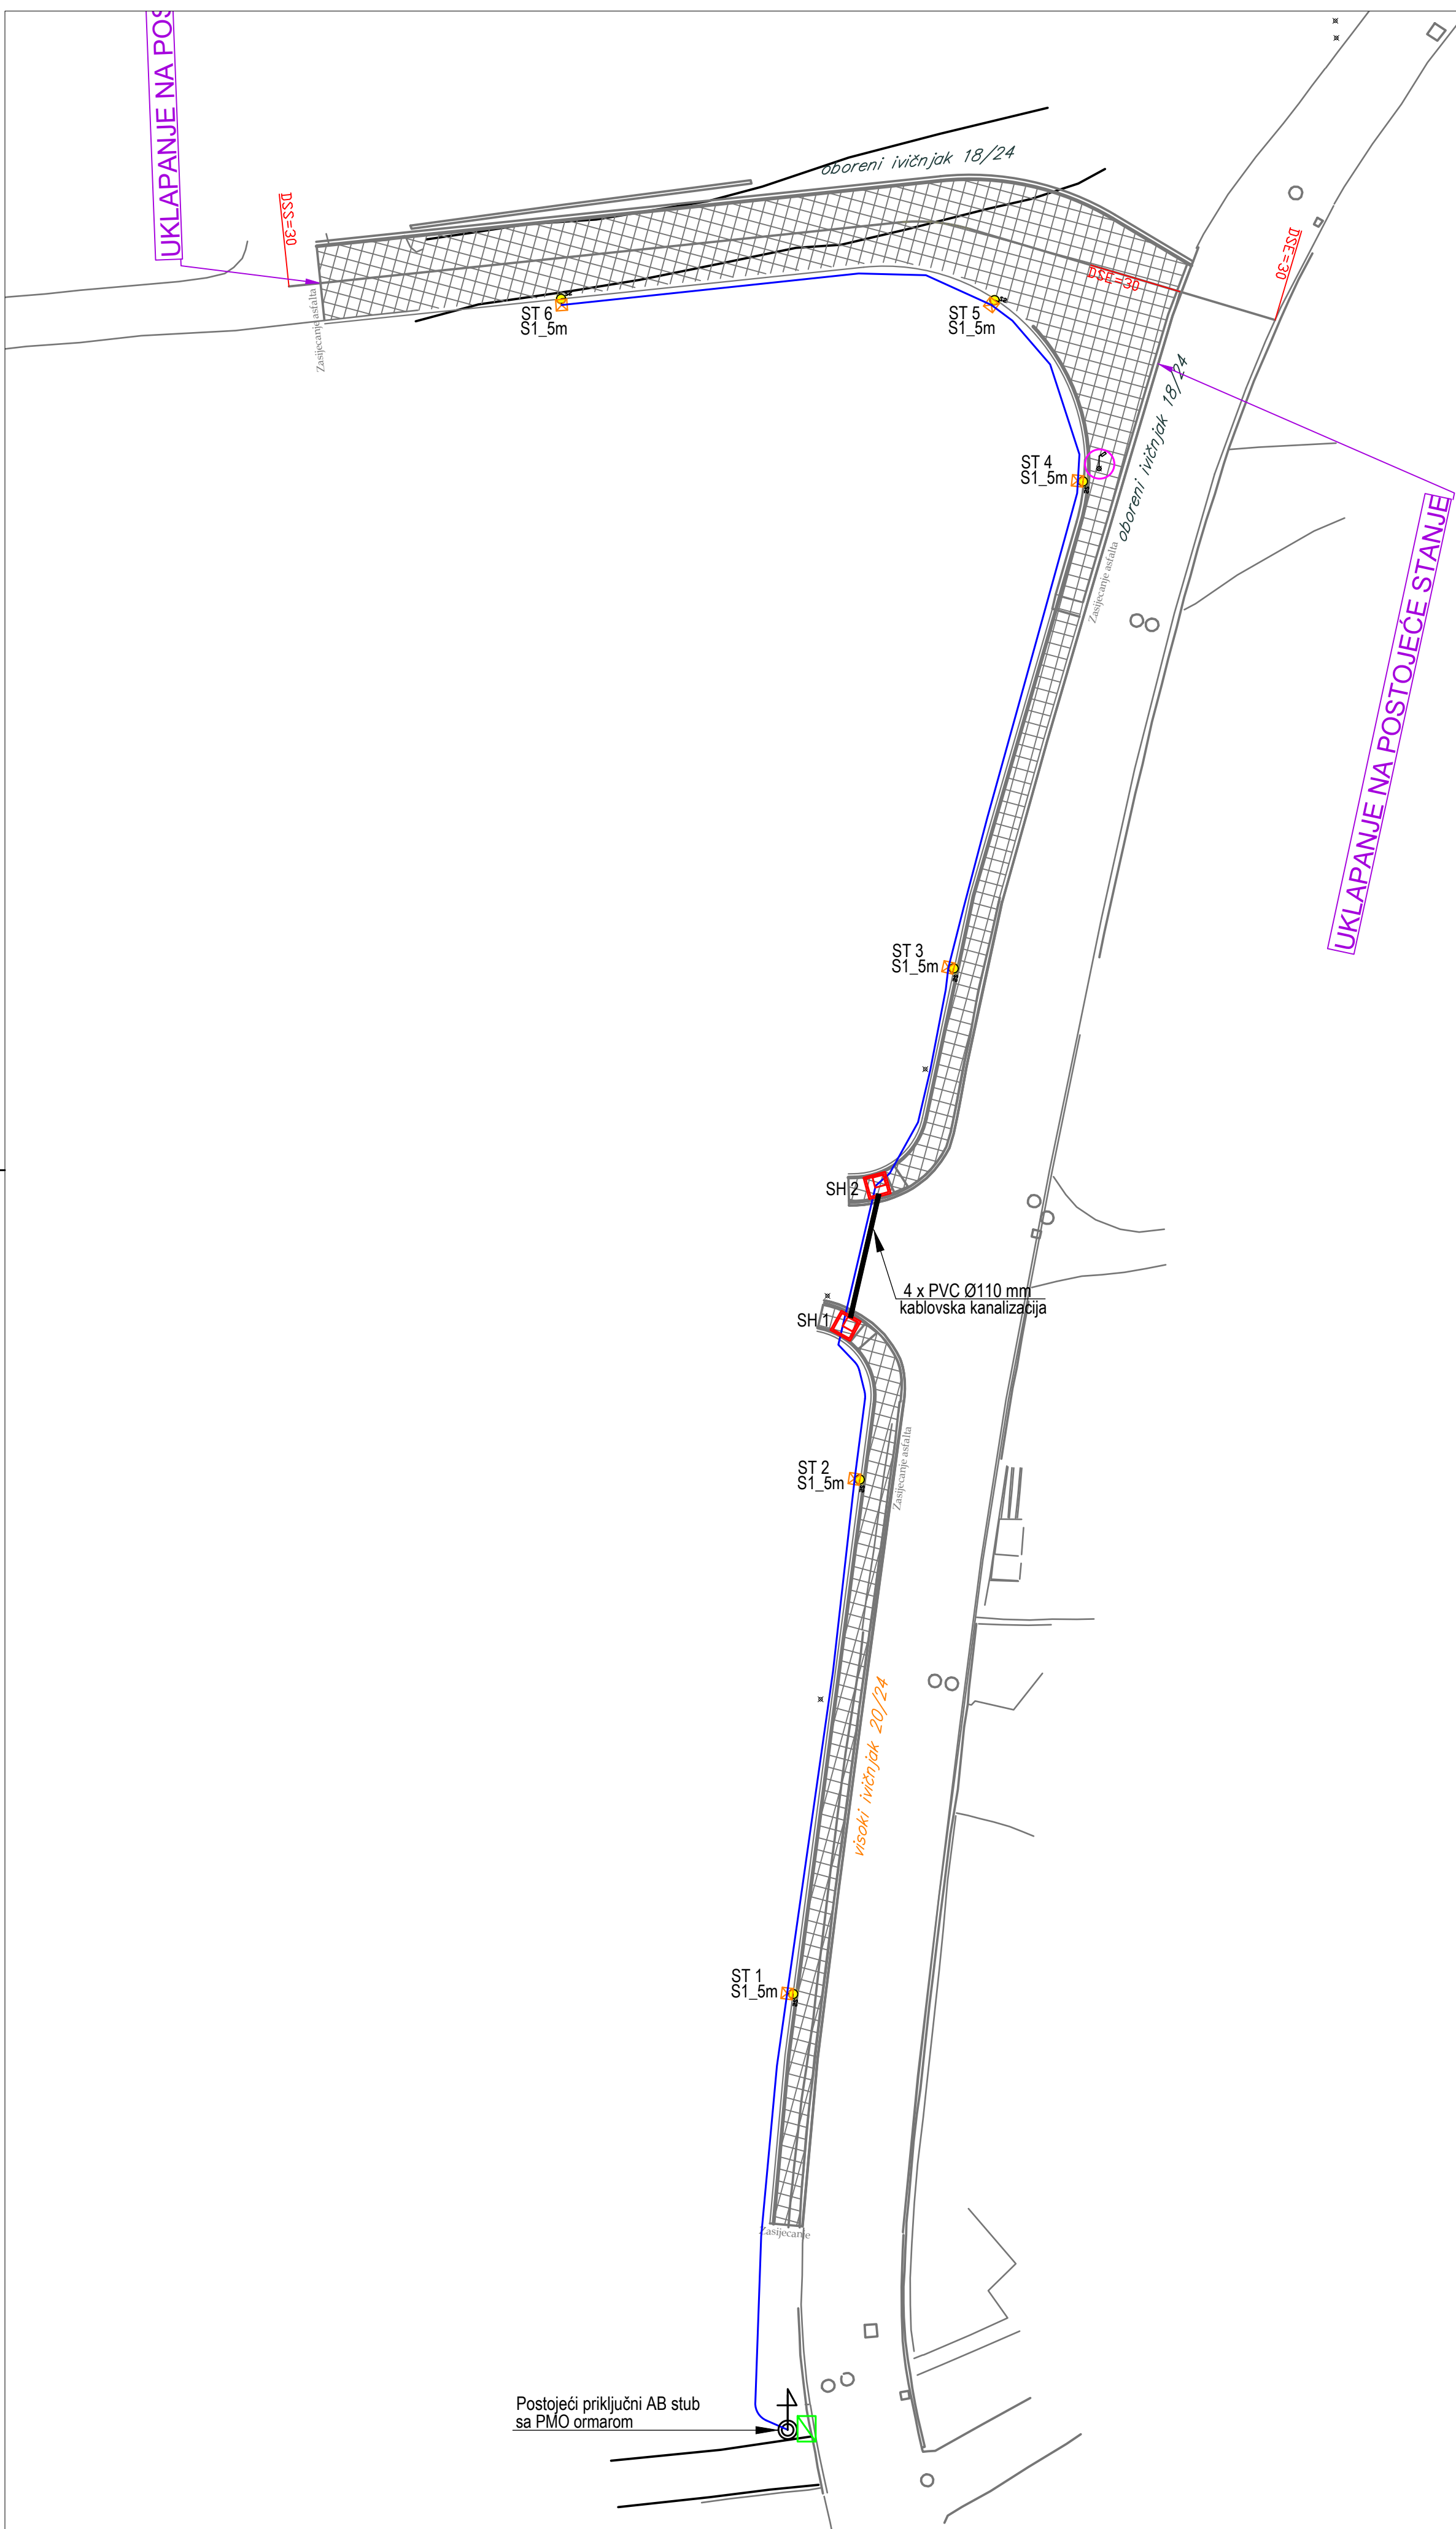 UKLAPANJE NA POS
oboreni ivičnjak 18/24
DSS=30
DSE=30
DSE=30
Zasijecanje asfalta
ST 6
S1_5m
ST 5
S1_5m
oboreni ivičnjak 18/24
ST 4
S1_5m
UKLAPANJE NA POSTOJEĆE STANJE
Zasijecanje asfalta
ST 3
S1_5m
SH 2
4 x PVC Ø110 mm
kablovska kanalizacija
SH 1
Zasijecanje asfalta
ST 2
S1_5m
visoki ivičnjak 20/24
ST 1
S1_5m
Zasijecanje
Postojeći priključni AB stub
sa PMO ormarom